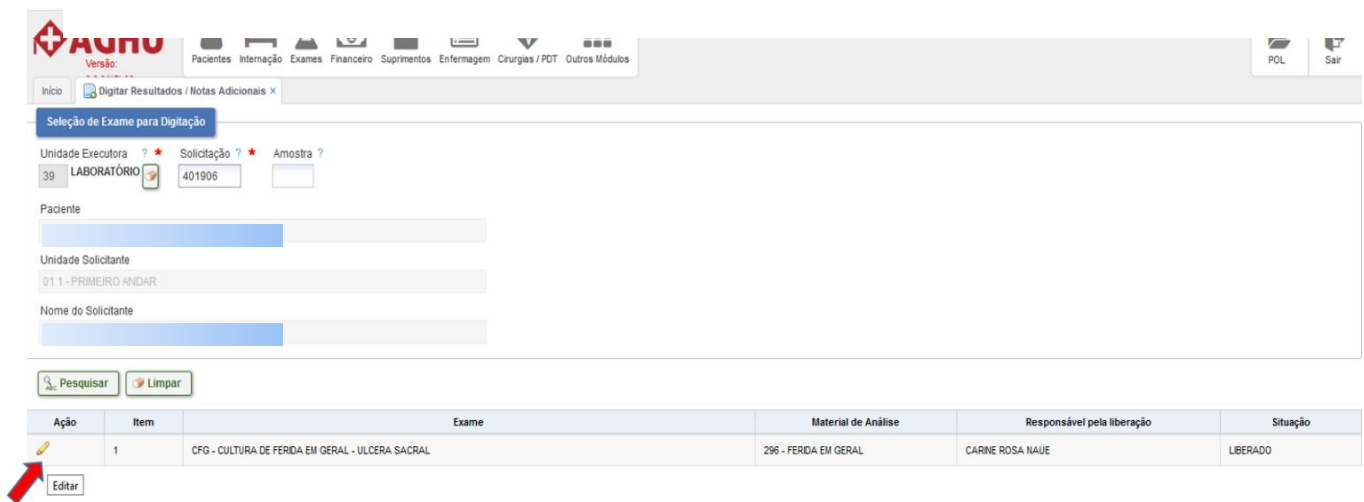 AGHU
Versão:
Pacientes Internação Exames Financeiro Suprimentos Enfermagem Cirurgias / PDT Outros Módulos
POL Sair
Início Digitar Resultados / Notas Adicionais ×
Seleção de Exame para Digitação
Unidade Executora ? * Solicitação ? * Amostra ?
39 LABORATÓRIO 401906
Paciente
Unidade Solicitante
01 1 - PRIMEIRO ANDAR
Nome do Solicitante
Pesquisar Limpar
Ação Item Exame Material de Análise Responsável pela liberação Situação
1 CFG - CULTURA DE FERIDA EM GERAL - ULCERA SACRAL 296 - FERIDA EM GERAL CARINE ROSA NAUE LIBERADO
Editar